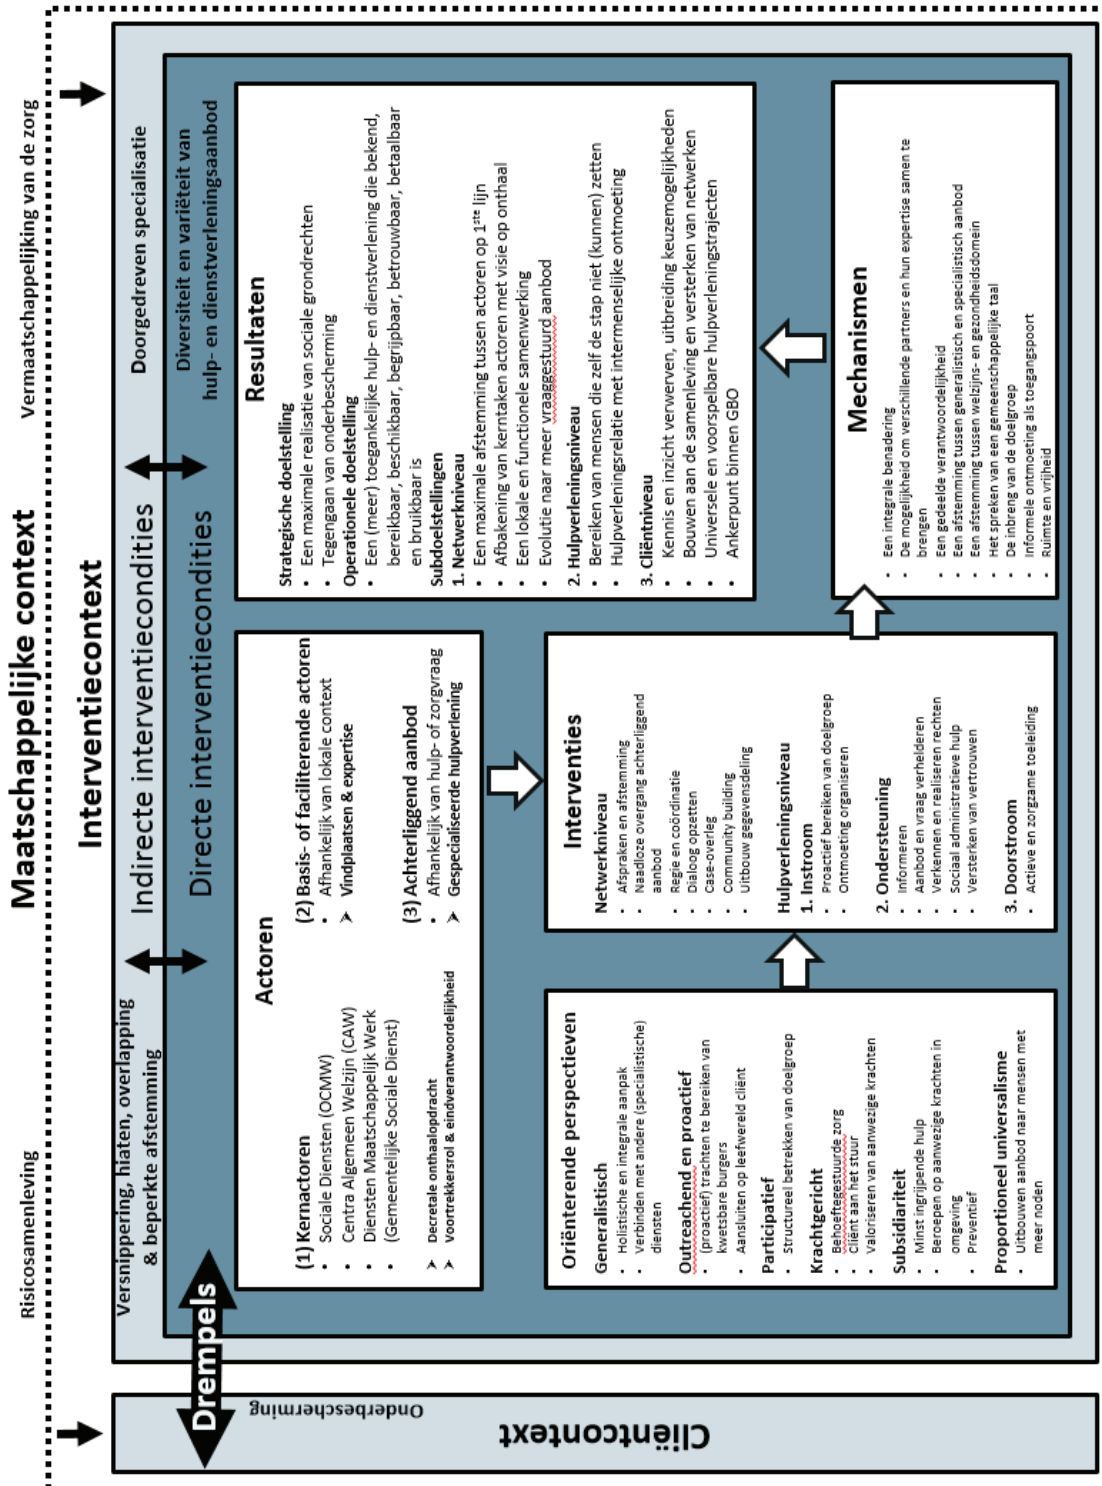 Maatschappelijke context
Risicosamenleving
Vermaatschappelijking van de zorg
Interventiecontext
Versnippering, hiaten, overlapping
& beperkte afstemming
Indirecte interventiecondities
Doorgedreven specialisatie
Directe interventiecondities
Diversiteit en variëteit van
hulp- en dienstverleningsaanbod
Drempels
Onderbescherming
Cliëntcontext
Actoren
(1) Kernactoren
• Sociale Diensten (OCMW)
• Centra Algemeen Welzijn (CAW)
• Diensten Maatschappelijk Werk
• (Gemeentelijke Sociale Dienst)
➢ Decretale onthaalopdracht
➢ Voortrekkersrol & eindverantwoordelijkheid
(2) Basis- of faciliterende actoren
• Afhankelijk van lokale context
➢ Vindplaatsen & expertise
(3) Achterliggend aanbod
• Afhankelijk van hulp- of zorgvraag
➢ Gespecialiseerde hulpverlening
Resultaten
Strategische doelstelling
• Een maximale realisatie van sociale grondrechten
• Tegengaan van onderbescherming
Operationele doelstelling
• Een (meer) toegankelijke hulp- en dienstverlening die bekend,
bereikbaar, beschikbaar, begrijpbaar, betrouwbaar, betaalbaar
en bruikbaar is
Subdoelstellingen
1. Netwerkniveau
• Een maximale afstemming tussen actoren op 1ste lijn
• Afbakening van kerntaken actoren met visie op onthaal
• Een lokale en functionele samenwerking
• Evolutie naar meer vraaggestuurd aanbod
2. Hulpverleningsniveau
• Bereiken van mensen die zelf de stap niet (kunnen) zetten
• Hulpverleningsrelatie met intermenselijke ontmoeting
3. Cliëntniveau
• Kennis en inzicht verwerven, uitbreiding keuzemogelijkheden
• Bouwen aan de samenleving en versterken van netwerken
• Universele en voorspelbare hulpverleningstrajecten
• Ankerpunt binnen GBO
Oriënterende perspectieven
Generalistisch
• Holistische en integrale aanpak
• Verbinden met andere (specialistische)
diensten
Outreachend en proactief
• (proactief) trachten te bereiken van
kwetsbare burgers
• Aansluiten op leefwereld cliënt
Participatief
• Structureel betrekken van doelgroep
Krachtgericht
• Behoeftegestuurde zorg
• Cliënt aan het stuur
• Valoriseren van aanwezige krachten
Subsidiariteit
• Minst ingrijpende hulp
• Beroepen op aanwezige krachten in
omgeving
• Preventief
Proportioneel universalisme
• Uitbouwen aanbod naar mensen met
meer noden
Interventies
Netwerkniveau
• Afspraken en afstemming
• Naadloze overgang achterliggend
aanbod
• Regie en coördinatie
• Dialoog opzetten
• Case-overleg
• Community building
• Uitbouw gegevensdeling
Hulpverleningsniveau
1. Instroom
• Proactief bereiken van doelgroep
• Ontmoeting organiseren
2. Ondersteuning
• Informeren
• Aanbod en vraag verhelderen
• Verkennen en realiseren rechten
• Sociaal administratieve hulp
• Versterken van vertrouwen
3. Doorstroom
• Actieve en zorgzame toeleiding
Mechanismen
• Een integrale benadering
• De mogelijkheid om verschillende partners en hun expertise samen te
brengen
• Een gedeelde verantwoordelijkheid
• Een afstemming tussen generalistisch en specialistisch aanbod
• Een afstemming tussen welzijns- en gezondheidsdomein
• Het spreken van een gemeenschappelijke taal
• De inbreng van de doelgroep
• Informele ontmoeting als toegangspoort
• Ruimte en vrijheid